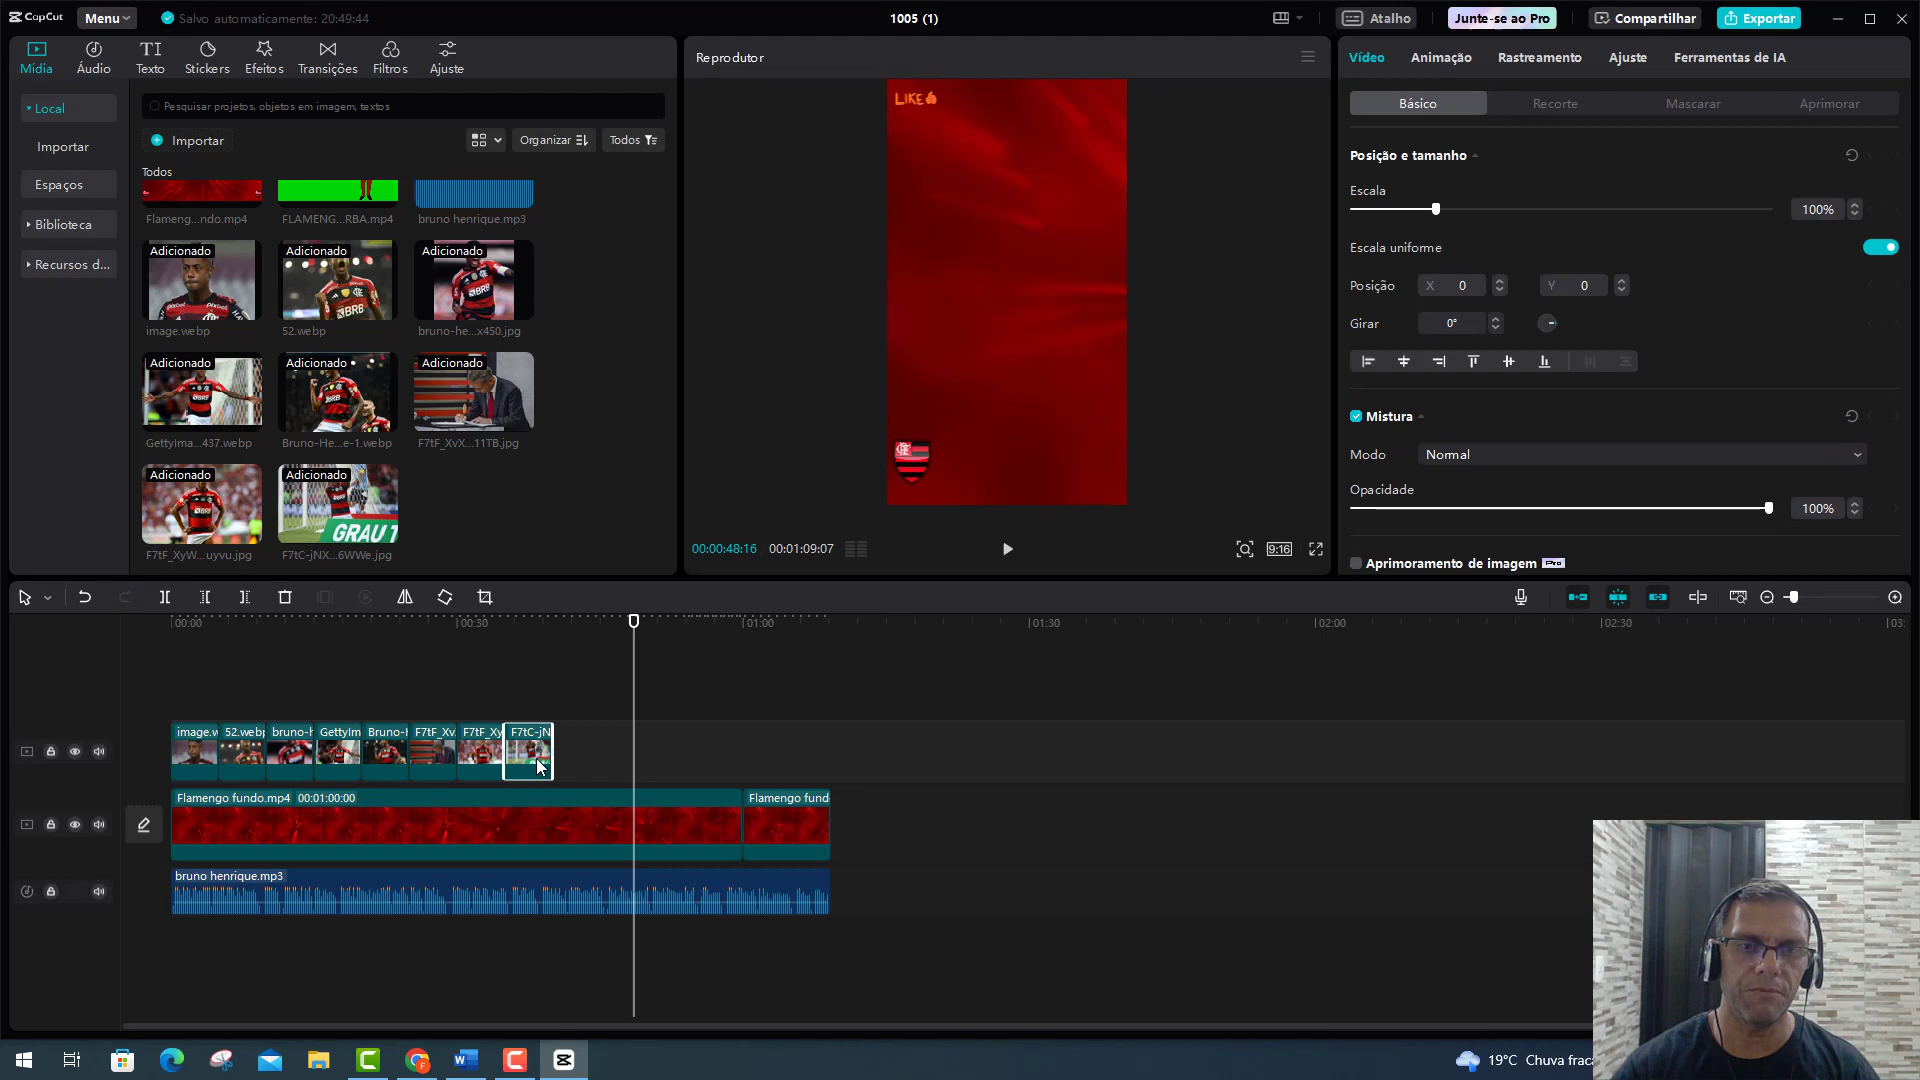 CapCut
Menu
Salvo automaticamente: 20:49:44
1005 (1)
Atalho
Junte-se ao Pro
Compartilhar
Exportar
Mídia
Áudio
TI
Texto
Stickers
Efeitos
Transições
Filtros
Ajuste
Local
Importar
Espaços
Biblioteca
Recursos d...
Pesquisar projetos, objetos em imagem, textos
Importar
Organizar
Todos
Todos
Flameng...ndo.mp4
FLAMENG...RBA.mp4
bruno henrique.mp3
Adicionado
Adicionado
Adicionado
image.webp
52.webp
bruno-he...x450.jpg
Adicionado
Adicionado
Adicionado
GettyIma...437.webp
Bruno-He...e-1.webp
F7tF_XvX...11TB.jpg
Adicionado
Adicionado
GRAU T
F7tF_XyW...uyvu.jpg
F7tC-jNX...6WWe.jpg
Reprodutor
LIKE
00:00:48:16
00:01:09:07
9:16
Vídeo
Animação
Rastreamento
Ajuste
Ferramentas de IA
Básico
Recorte
Mascarar
Aprimorar
Posição e tamanho
Escala
100%
Escala uniforme
Posição
X 0
Y 0
Girar
0°
Mistura
Modo
Normal
Opacidade
100%
Aprimoramento de imagem
Pro
00:00
00:30
01:00
01:30
02:00
02:30
03:
image.w
52.webp
bruno-h
GettyIm
Bruno-H
F7tF_Xv
F7tF_Xy
F7tC-jN
Flamengo fundo.mp4 00:01:00:00
Flamengo fund
bruno henrique.mp3
19°C Chuva fraca